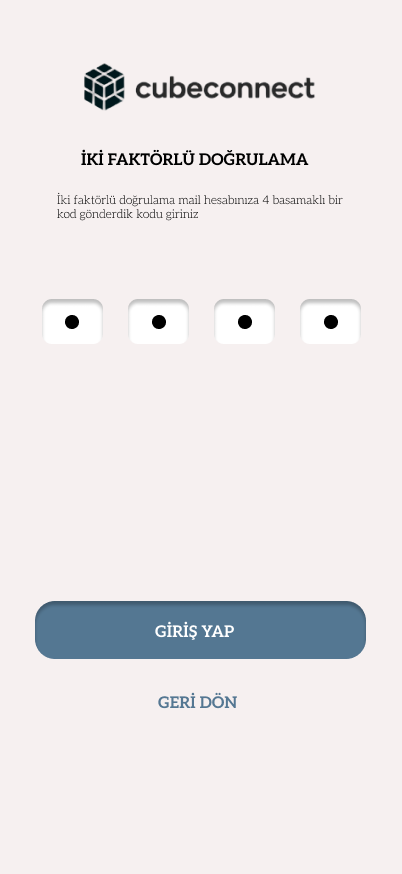 cubeconnect
İKİ FAKTÖRLÜ DOĞRULAMA
İki faktörlü doğrulama mail hesabınıza 4 basamaklı bir
kod gönderdik kodu giriniz
GİRİŞ YAP
GERİ DÖN